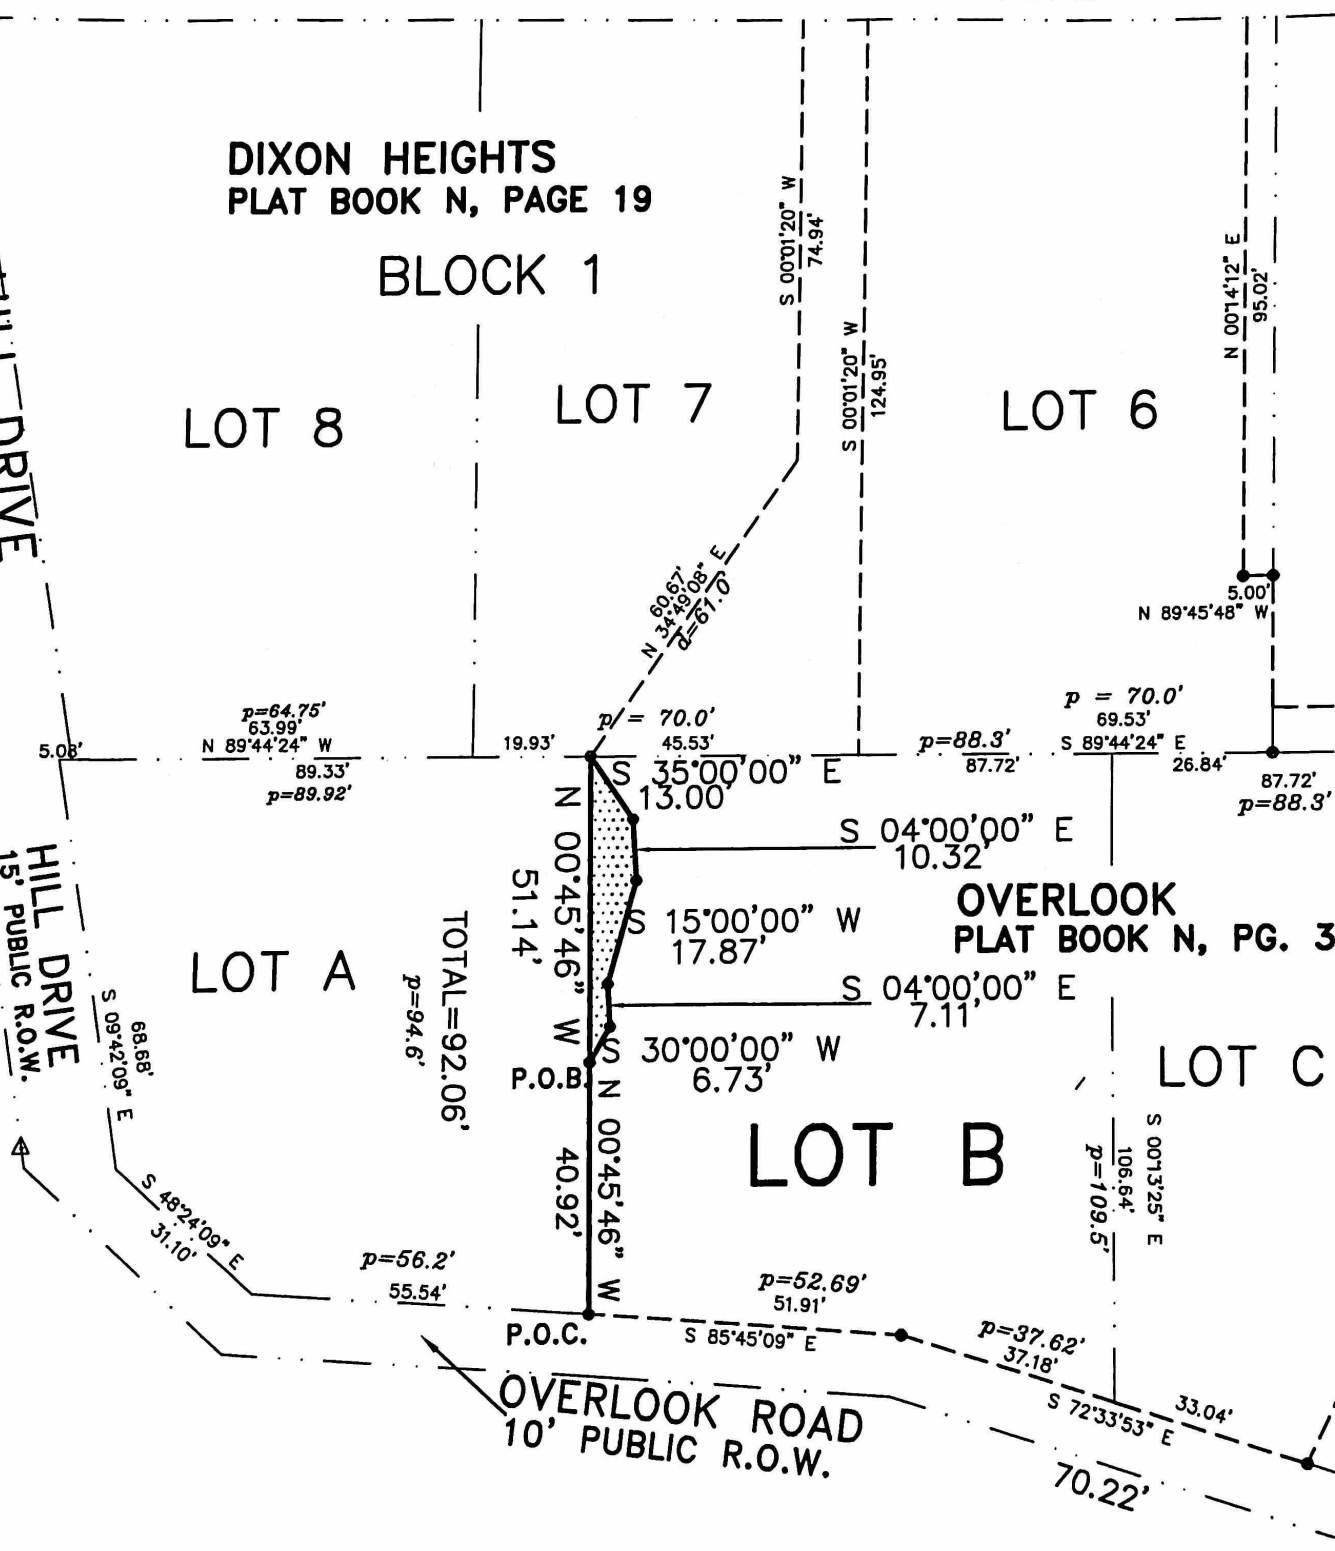 DIXON HEIGHTS
PLAT BOOK N, PAGE 19
BLOCK 1
S 00°01'20" W
74.94'
S 00°01'20" W
124.95'
N 00°14'12" E
95.02'
LOT 8
LOT 7
LOT 6
DRIVE
60.67'
N 34°49'08" E
d=61.0'
5.00'
N 89°45'48" W
p=64.75'
63.99'
5.08'
N 89°44'24" W
89.33'
p=89.92'
19.93'
p = 70.0'
45.53'
p=88.3'
87.72'
p = 70.0'
69.53'
S 89°44'24" E
26.84'
87.72'
p=88.3'
S 35°00'00" E
13.00'
S 04°00'00" E
10.32'
N 00°45'46" W
51.14'
TOTAL=92.06'
p=94.6'
S 15°00'00" W
17.87'
OVERLOOK
PLAT BOOK N, PG. 3
HILL DRIVE
15' PUBLIC R.O.W.
LOT A
68.68'
S 09°42'09" E
S 04°00'00" E
7.11'
S 30°00'00" W
6.73'
P.O.B.
LOT C
LOT B
N 00°45'46" W
40.92'
S 00°13'25" E
106.64'
p=109.5'
S 48°24'09" E
31.10'
p=56.2'
55.54'
p=52.69'
51.91'
S 85°45'09" E
P.O.C.
p=37.62'
37.18'
S 72°33'53" E
33.04'
OVERLOOK ROAD
10' PUBLIC R.O.W.
70.22'